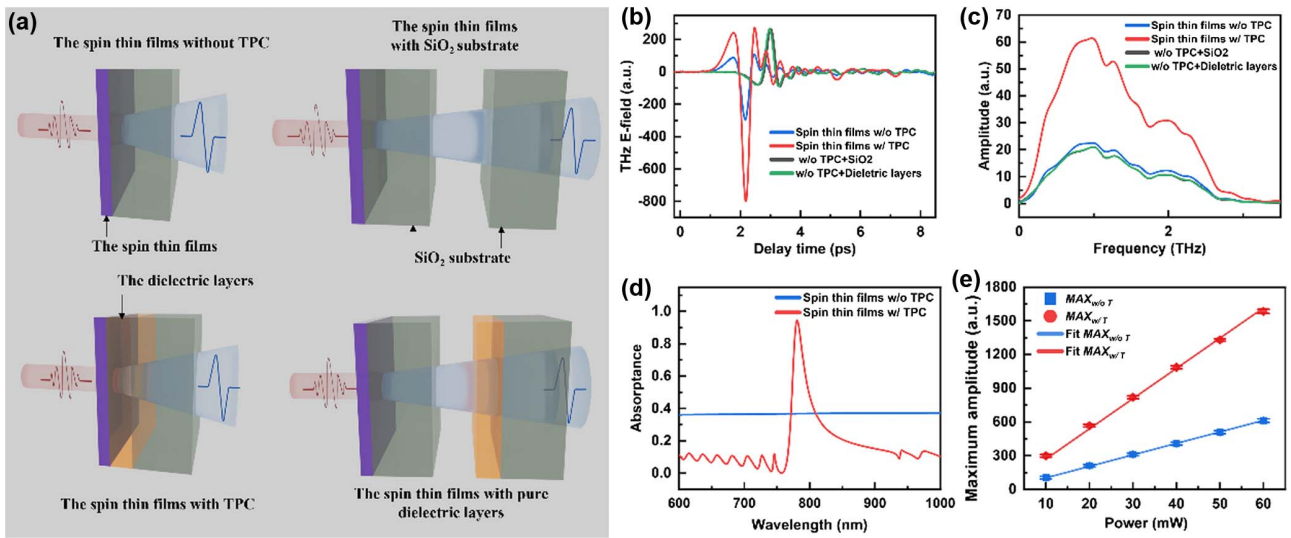 (a)
The spin thin films without TPC
The spin thin films
with SiO₂ substrate
The spin thin films
SiO₂ substrate
The dielectric layers
The spin thin films with TPC
The spin thin films with pure
dielectric layers
(b)
THz E-field (a.u.)
200
0
-200
-400
-600
-800
Spin thin films w/o TPC
Spin thin films w/ TPC
w/o TPC+SiO2
w/o TPC+Dieletric layers
0 2 4 6 8
Delay time (ps)
(c)
Amplitude (a.u.)
70
60
50
40
30
20
10
0
Spin thin films w/o TPC
Spin thin films w/ TPC
w/o TPC+SiO2
w/o TPC+Dietric layers
0 2
Frequency (THz)
(d)
Absorptance
1.0
0.8
0.6
0.4
0.2
0.0
Spin thin films w/o TPC
Spin thin films w/ TPC
600 700 800 900 1000
Wavelength (nm)
(e)
Maximum amplitude (a.u.)
1800
1500
1200
900
600
300
0
MAXw/o T
MAXw/ T
Fit MAXw/o T
Fit MAXw/ T
10 20 30 40 50 60
Power (mW)